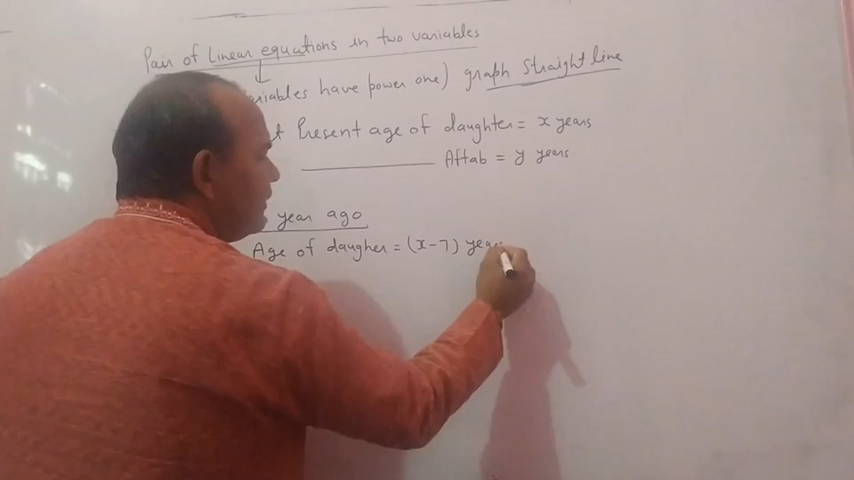 Pair of linear equations in two variables
variables have power one) graph straight line
Present age of daughter = x years
Aftab = y years
year ago
Age of daugher = (x-7) years